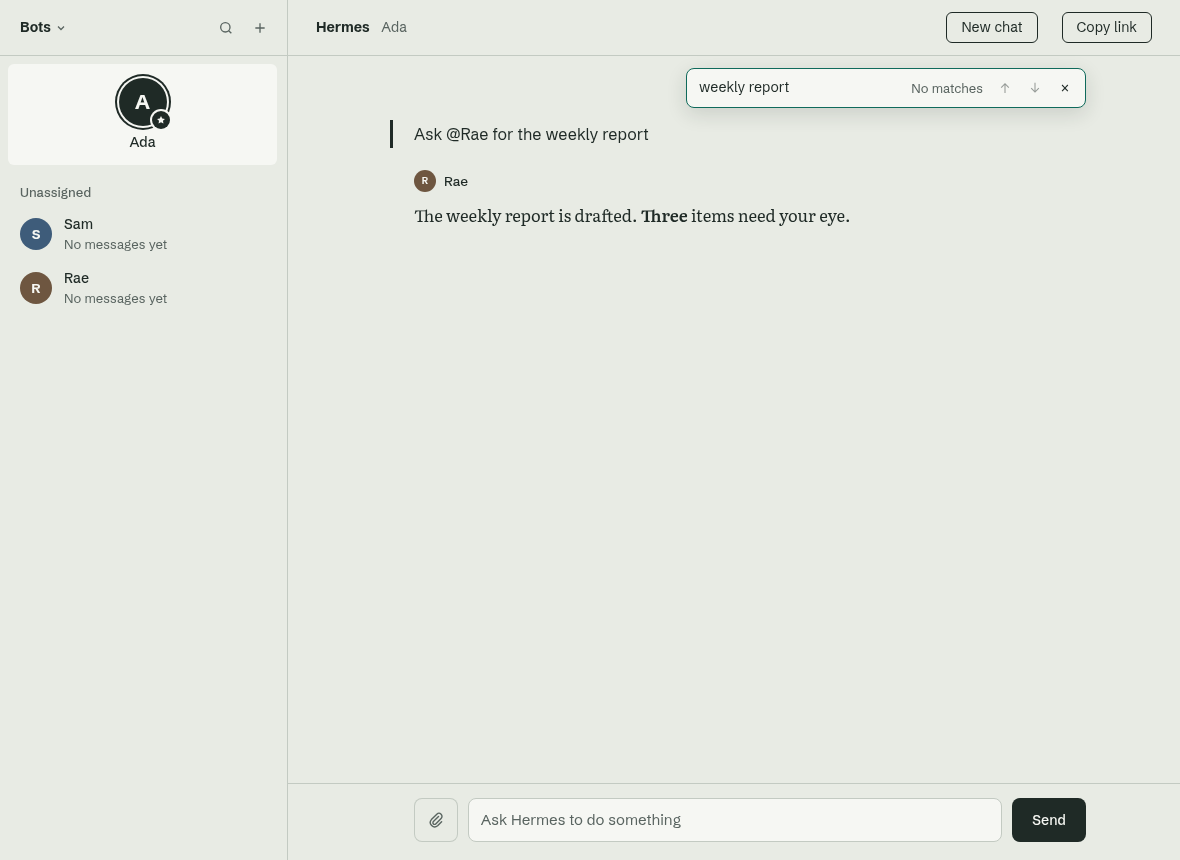 Bots
Hermes Ada
New chat
Copy link
A
Ada
Unassigned
S
Sam
No messages yet
R
Rae
No messages yet
weekly report
No matches
Ask @Rae for the weekly report
R
Rae
The weekly report is drafted. Three items need your eye.
Ask Hermes to do something
Send